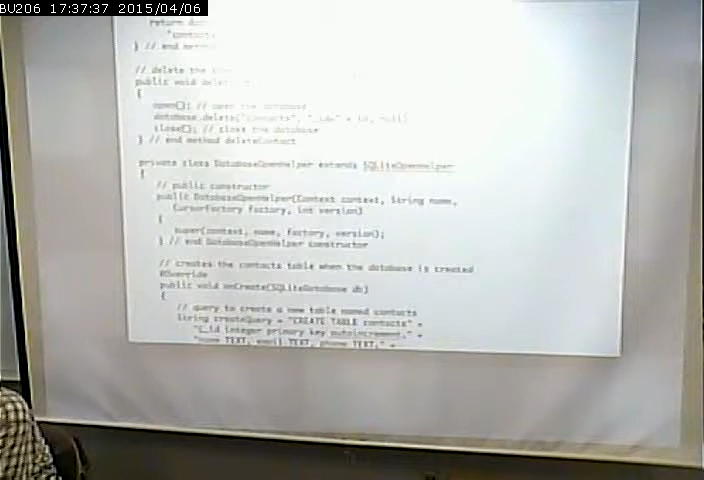 BU206 17:37:37 2015/04/06
return
"contact
} // end
// delete the
public void
{
open(); // open the database
database.delete("contacts", "_id=" + id, null)
close(); // close the database
} // end method deleteContact
private class DatabaseOpenHelper extends SQLiteOpenHelper
{
// public constructor
public DatabaseOpenHelper(Context context, String name,
CursorFactory factory, int version)
{
super(context, name, factory, version);
} // end DatabaseOpenHelper constructor
// creates the contacts table when the database is created
@Override
public void onCreate(SQLiteDatabase db)
{
// query to create a new table named contacts
String createQuery = "CREATE TABLE contacts" +
"(_id integer primary key autoincrement," +
"name TEXT, email TEXT, phone TEXT," +